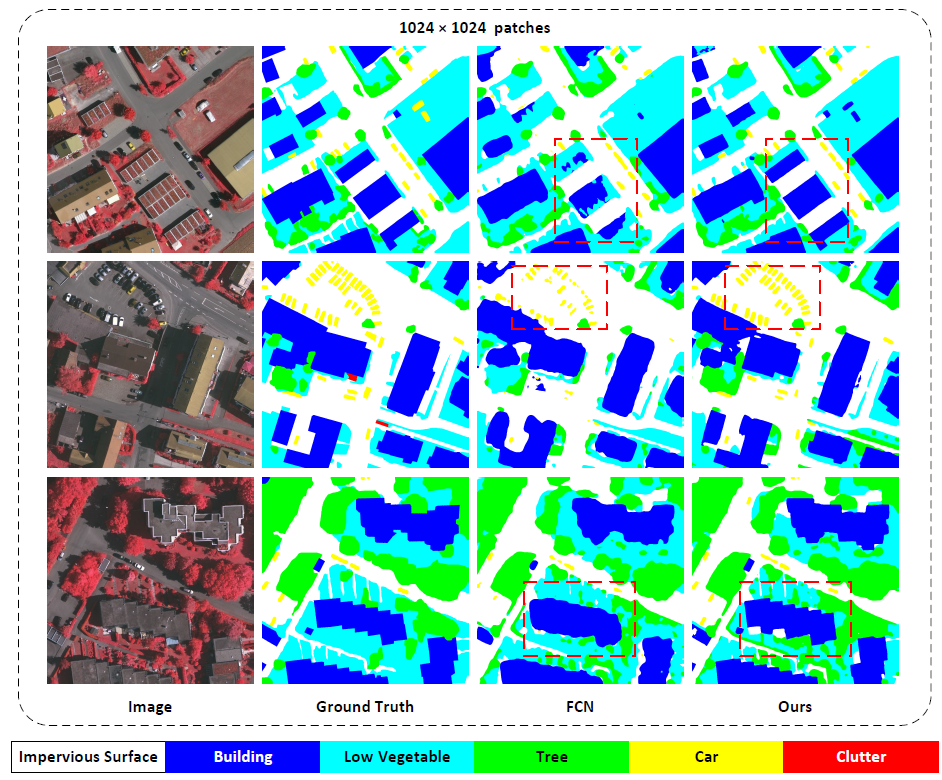 1024 × 1024 patches
Image
Ground Truth
FCN
Ours
Impervious Surface
Building
Low Vegetable
Tree
Car
Clutter